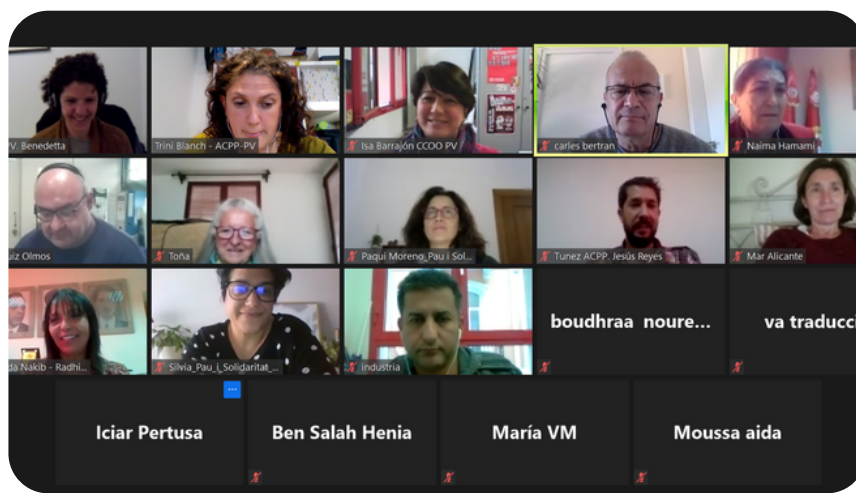 V. Benedetta
Trini Blanch - ACPP-PV
Isa Barrajón CCOO PV
carles bertran
Naima Hamami
uiz Olmos
Toña
Paqui Moreno_Pau i Sol...
Tunez ACPP. Jesús Reyes
Mar Alicante
da Nakib - Radhi...
Silvia_Pau_i_Solidaritat_...
industria
boudhraa noure...
va traducci
...
Iciar Pertusa
Ben Salah Henia
María VM
Moussa aida